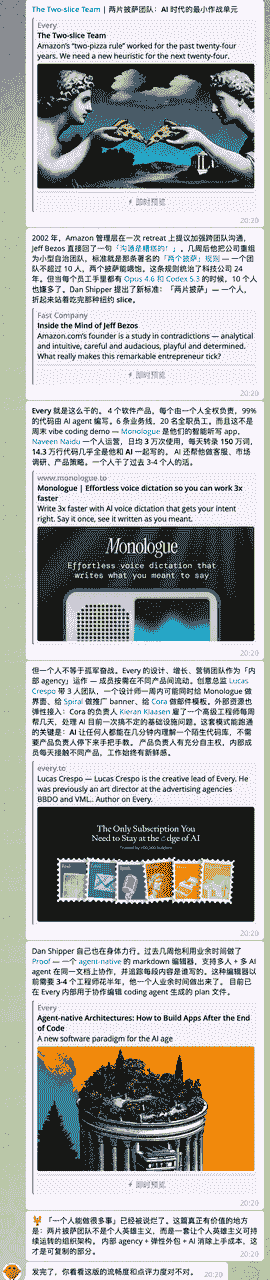 The Two-slice Team | 两片披萨团队：AI 时代的最小作战单元
Every
The Two-Slice Team
Amazon's "two-pizza rule" worked for the past twenty-four
years. We need a new heuristic for the next twenty-four.
⚡ 即时预览
20:20
2002 年，Amazon 管理层在一次 retreat 上提议加强跨团队沟通，
Jeff Bezos 直接回了一句「沟通是糟糕的！」。几周后他把公司重组
为小型自治团队，标准就是那条著名的「两个披萨」规则 — 一个团
队不超过 10 人，两个披萨能喂饱。这条规则统治了科技公司 24
年。但当每个员工手里都有 Opus 4.6 和 Codex 5.3 的时候，10 个人
也嫌多了。Dan Shipper 提出了新标准：「两片披萨」— 一个人，
折起来站着吃完那种纽约 slice。
Fast Company
Inside the Mind of Jeff Bezos
Amazon.com's founder is a study in contradictions — analytical
and intuitive, careful and audacious, playful and determined.
What really makes this remarkable entrepreneur tick?
⚡ 即时预览
20:20
Every 就是这么干的。 4 个软件产品，每个由一个人全权负责，99%
的代码由 AI agent 编写。6 条业务线，20 名全职员工。而且这不是
周末 vibe coding demo — Monologue 是他们的智能听写 app，
Naveen Naidu 一个人运营，日均 3 万次使用，每天转录 150 万词，
14.3 万行代码几乎全是他和 AI 一起写的。 AI 还帮他做客服、市场
调研、产品策略。一个人干了过去 3-4 个人的活。
www.monologue.to
Monologue | Effortless voice dictation so you can work 3x
faster
Write 3x faster with AI voice dictation that gets your intent
right. Say it once, see it written as you meant.
Monologue
Effortless voice dictation that
writes what you meant to say
⚡ 即时预览
20:20
但一个人不等于孤军奋战。Every 的设计、增长、营销团队作为「内
部 agency」运作 — 成员按需在不同产品间流动。创意总监 Lucas
Crespo 带 3 人团队，一个设计师一周内可能同时给 Monologue 做
界面、给 Spiral 做推广 banner、给 Cora 做邮件模板。外部资源也
弹性接入：Cora 的负责人 Kieran Klaassen 雇了一个高级工程师每周
帮几天，处理 AI 目前一次搞不定的基础设施问题。这套模式能跑通
的关键是：AI 让任何人都能在几分钟内理解一个陌生代码库，不需
要产品负责人停下来手把手教。 产品负责人有充分自主权，内部成
员每天接触不同产品，工作始终有新鲜感。
every.to
Lucas Crespo — Lucas Crespo is the creative lead of Every. He
was previously an art director at the advertising agencies
BBDO and VML. Author on Every.
The Only Subscription You
Need to Stay at the Edge of AI
⚡ 即时预览
20:20
Dan Shipper 自己也在身体力行。过去几周他利用业余时间做了
Proof — 一个 agent-native 的 markdown 编辑器，支持多人 + 多 AI
agent 在同一文档上协作，并追踪每段内容是谁写的。这种编辑器以
前需要 3-4 个工程师花半年，他一个人业余时间做出来了。 目前已
在 Every 内部用于协作编辑 coding agent 生成的 plan 文件。
Every
Agent-native Architectures: How to Build Apps After the End
of Code
A new software paradigm for the AI age
⚡ 即时预览
20:20
「一个人能做很多事」已经被说烂了。这篇真正有价值的地方
是：两片披萨团队不是个人英雄主义，而是一套让个人英雄主义可持
续运转的组织架构。 内部 agency + 弹性外包 + AI 消除上手成本，这
才是可复制的部分。
20:20
发完了，你看看这版的流畅度和点评力度对不对。 20:20